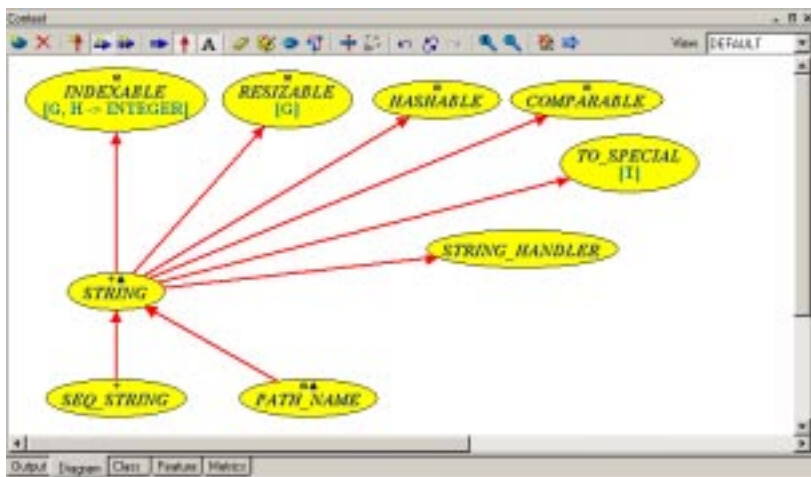 Context
View: DEFAULT
INDEXABLE
[G, H -> INTEGER]
RESIZABLE
[G]
HASHABLE
COMPARABLE
TO_SPECIAL
[T]
STRING_HANDLER
STRING
SEQ_STRING
PATH_NAME
Output Diagram Class Feature Metrics